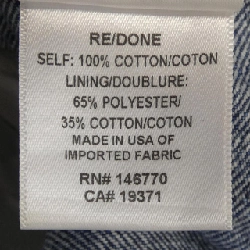 RE/DONE
SELF: 100% COTTON/COTON
LINING/DOUBLURE:
65% POLYESTER/
35% COTTON/COTON
MADE IN USA OF
IMPORTED FABRIC
RN# 146770
CA# 19371